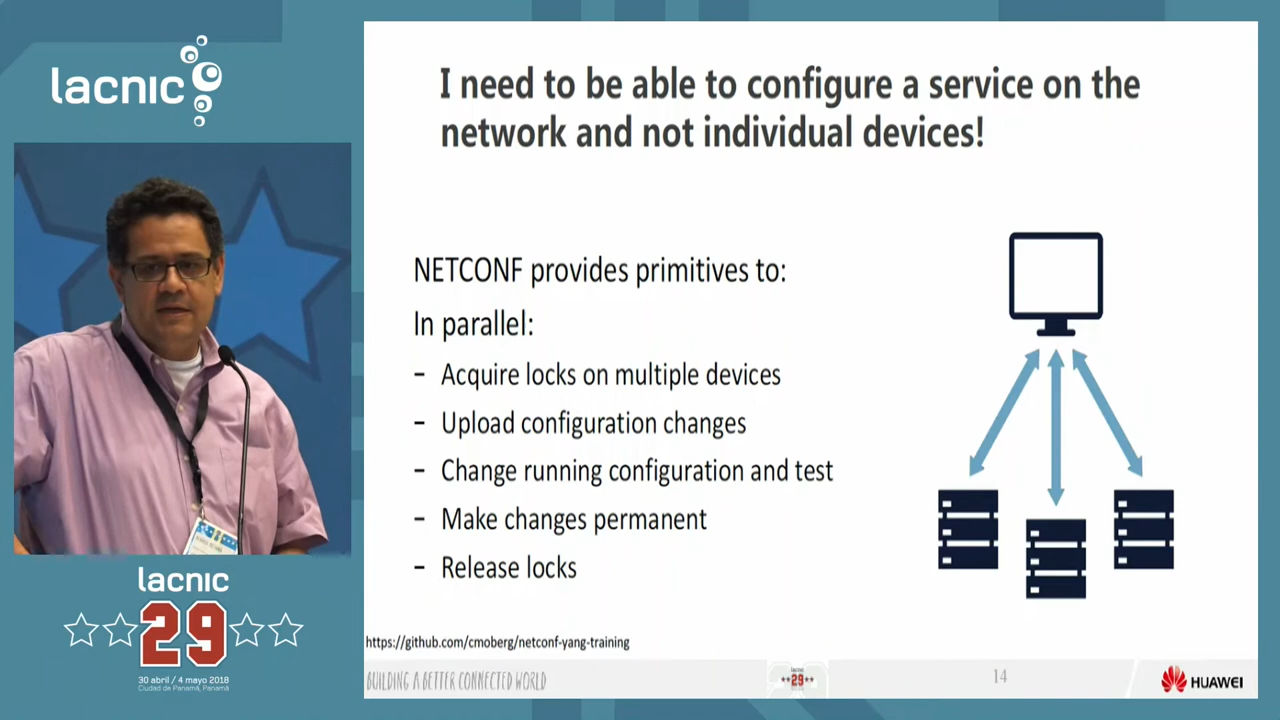 lacnic
I need to be able to configure a service on the
network and not individual devices!
NETCONF provides primitives to:
In parallel:
- Acquire locks on multiple devices
- Upload configuration changes
- Change running configuration and test
- Make changes permanent
- Release locks
https://github.com/cmoberg/netconf-yang-training
BUILDING A BETTER CONNECTED WORLD
lacnic
29
14
HUAWEI
lacnic
29
30 abril / 4 mayo 2018
Ciudad de Panamá, Panamá